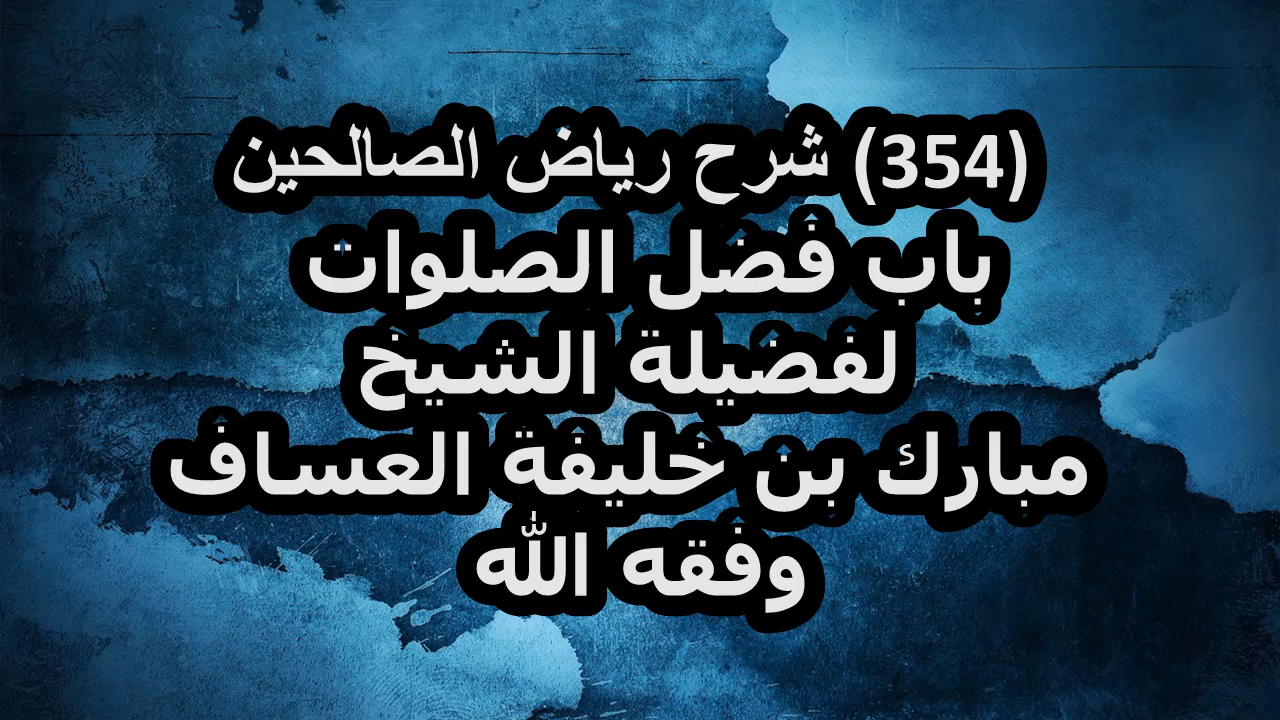 (354) شرح رياض الصالحين
باب فضل الصلوات
لفضيلة الشيخ
مبارك بن خليفة العساف
وفقه الله